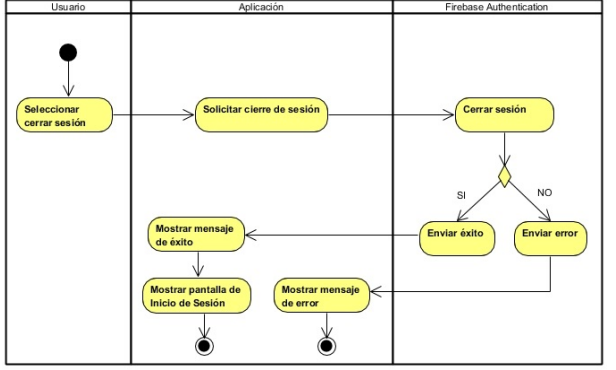 Usuario
Aplicación
Firebase Authentication
Seleccionar
cerrar sesión
Solicitar cierre de sesión
Cerrar sesión
SI
NO
Mostrar mensaje
de éxito
Enviar éxito
Enviar error
Mostrar pantalla de
Inicio de Sesión
Mostrar mensaje
de error